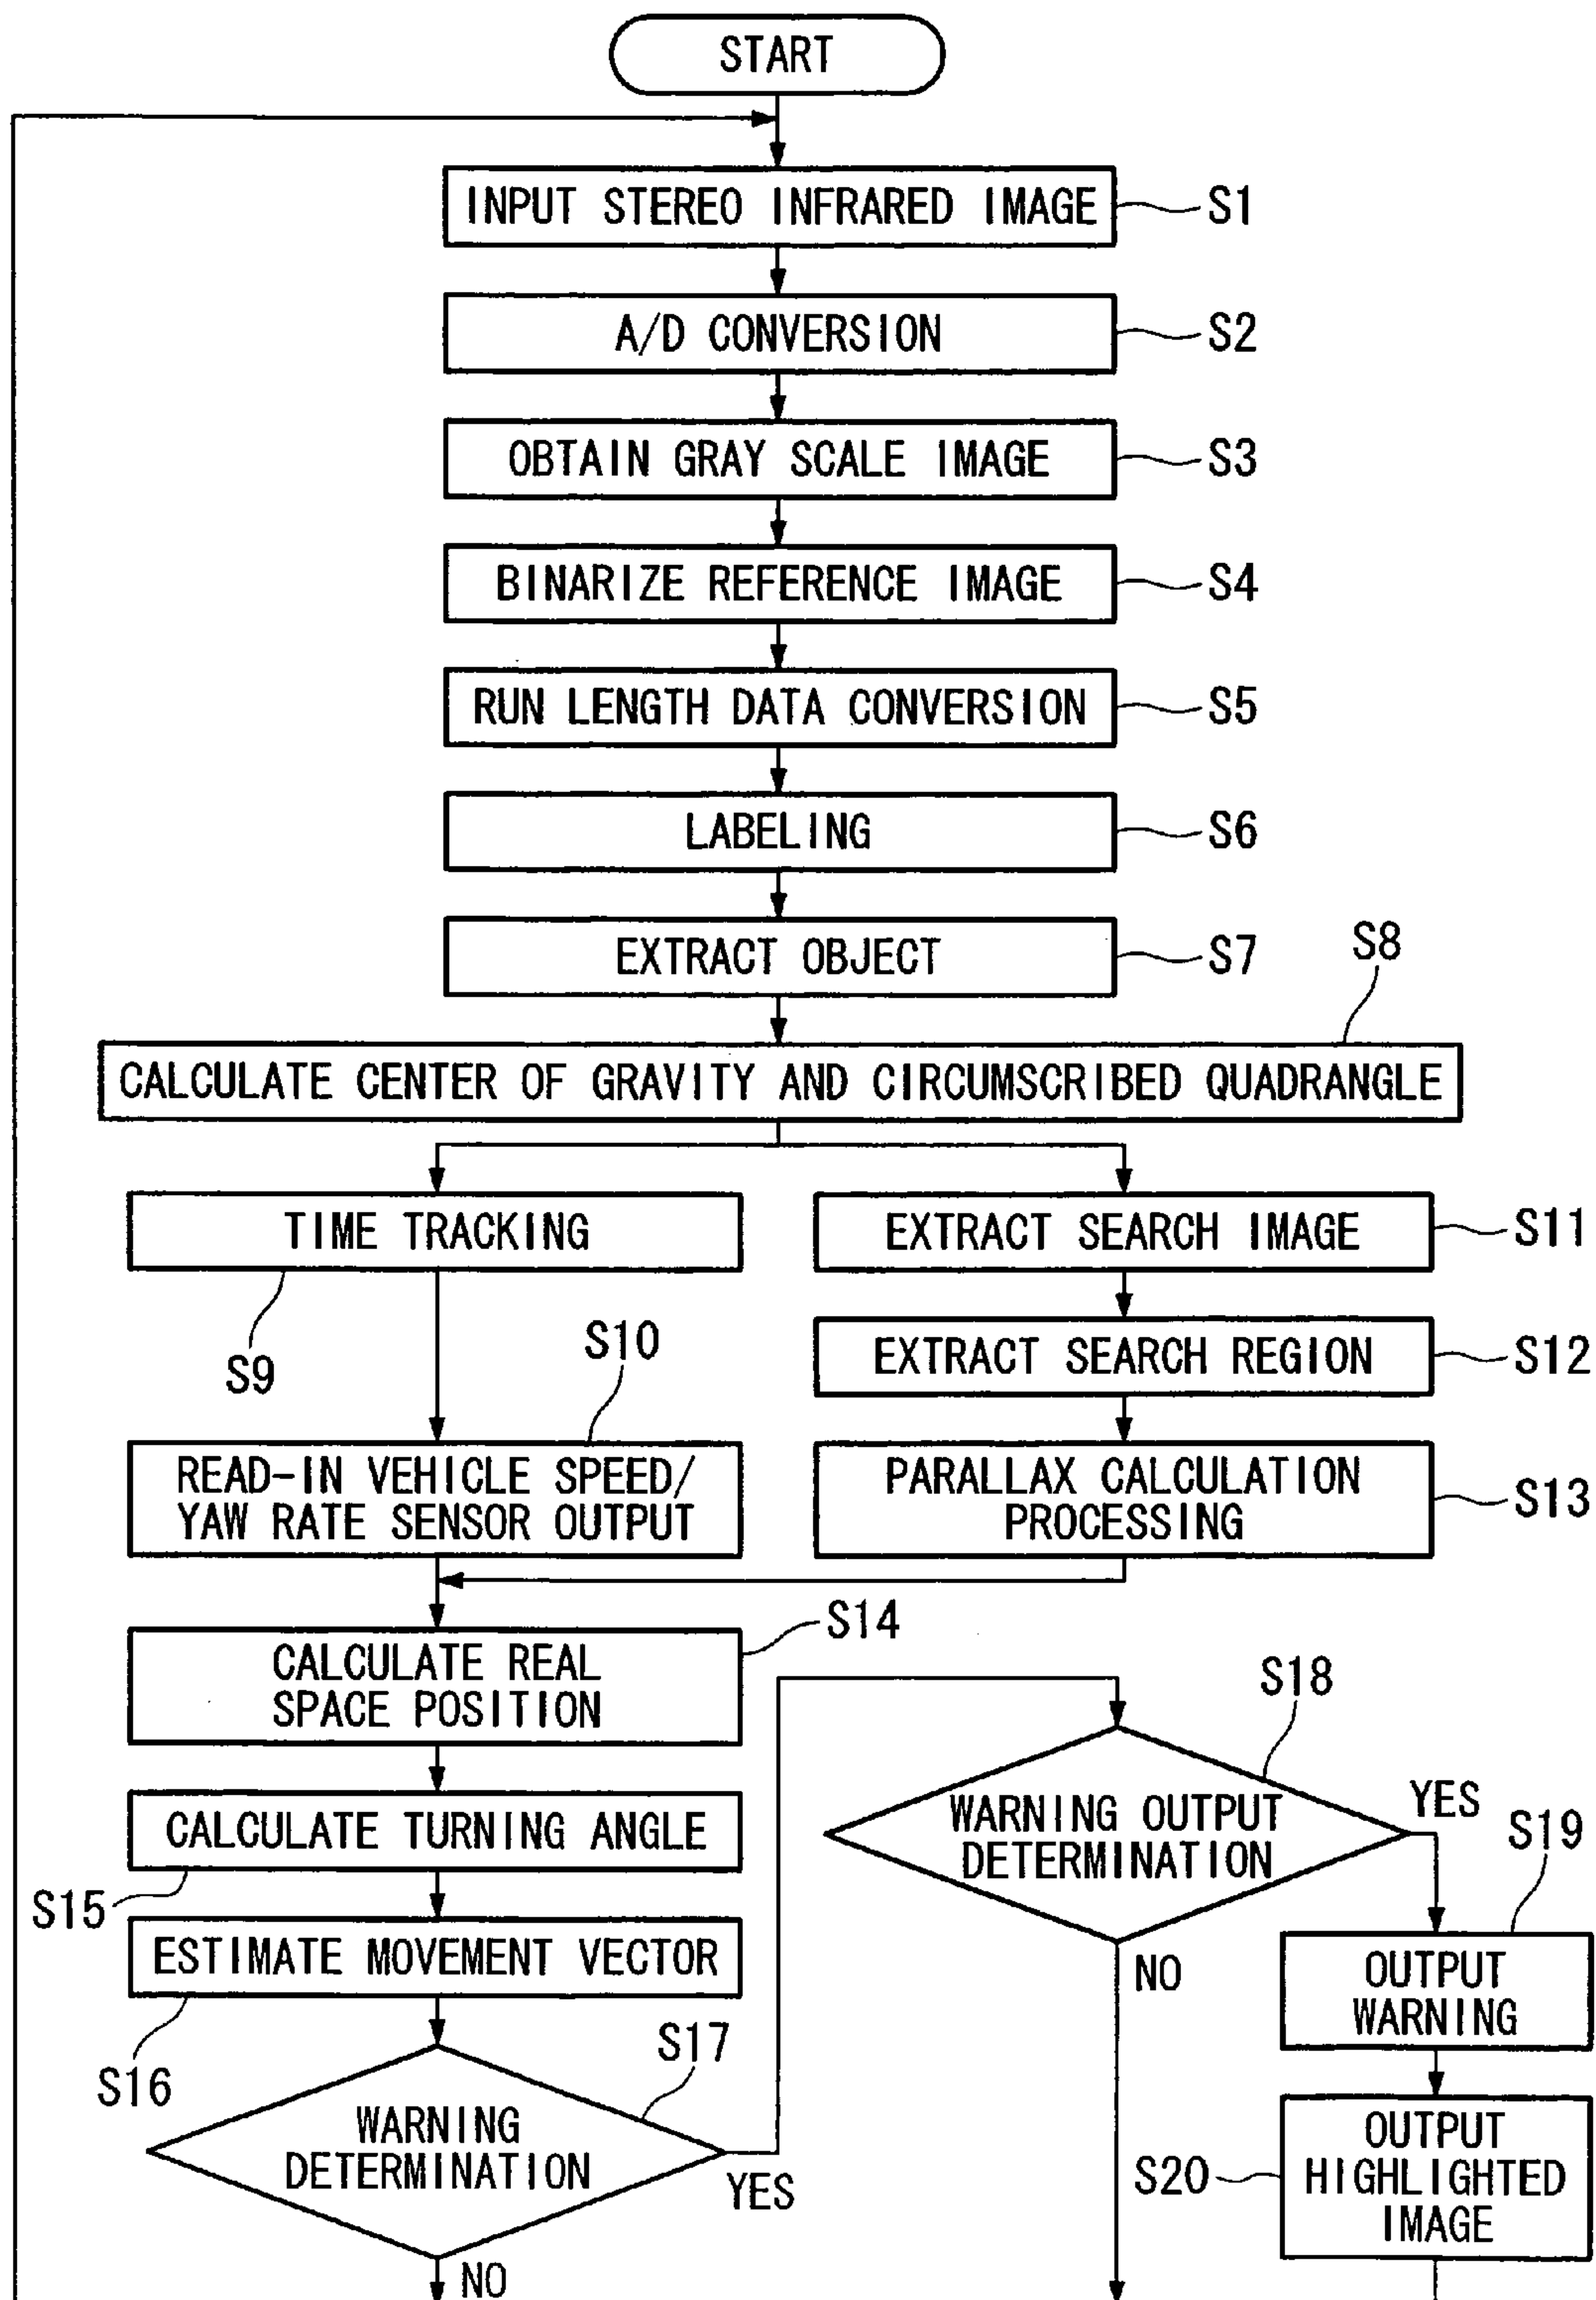 START
INPUT STEREO INFRARED IMAGE
S1
A/D CONVERSION
S2
OBTAIN GRAY SCALE IMAGE
S3
BINARIZE REFERENCE IMAGE
S4
RUN LENGTH DATA CONVERSION
S5
LABELING
S6
EXTRACT OBJECT
S7
S8
CALCULATE CENTER OF GRAVITY AND CIRCUMSCRIBED QUADRANGLE
TIME TRACKING
S9
EXTRACT SEARCH IMAGE
S11
EXTRACT SEARCH REGION
S12
S10
READ-IN VEHICLE SPEED/
YAW RATE SENSOR OUTPUT
PARALLAX CALCULATION
PROCESSING
S13
S14
CALCULATE REAL
SPACE POSITION
CALCULATE TURNING ANGLE
S15
ESTIMATE MOVEMENT VECTOR
S16
S17
WARNING
DETERMINATION
YES
NO
S18
WARNING OUTPUT
DETERMINATION
YES
NO
S19
OUTPUT
WARNING
S20
OUTPUT
HIGHLIGHTED
IMAGE